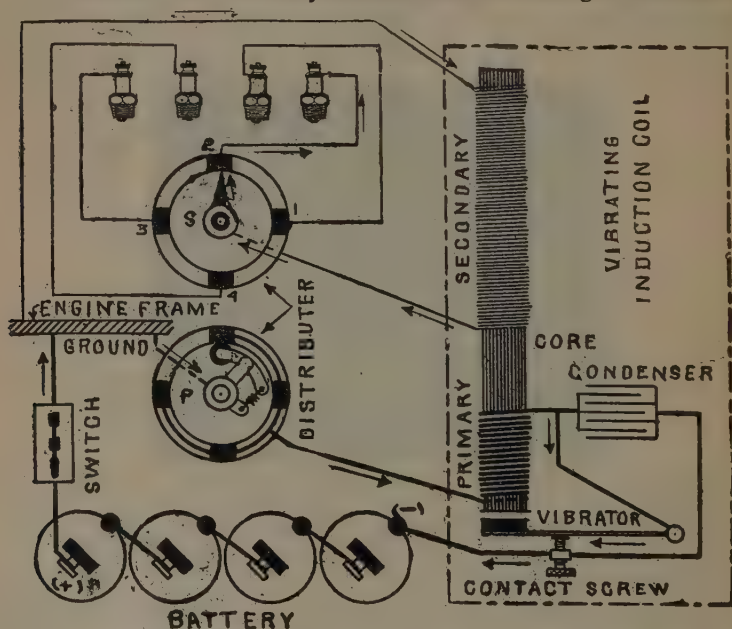 2
S
1
3
4
ENGINE FRAME
GROUND
P
DISTRIBUTER
SWITCH
(+)
(-)
BATTERY
SECONDARY
VIBRATING
INDUCTION COIL
CORE
CONDENSER
PRIMARY
VIBRATOR
CONTACT SCREW